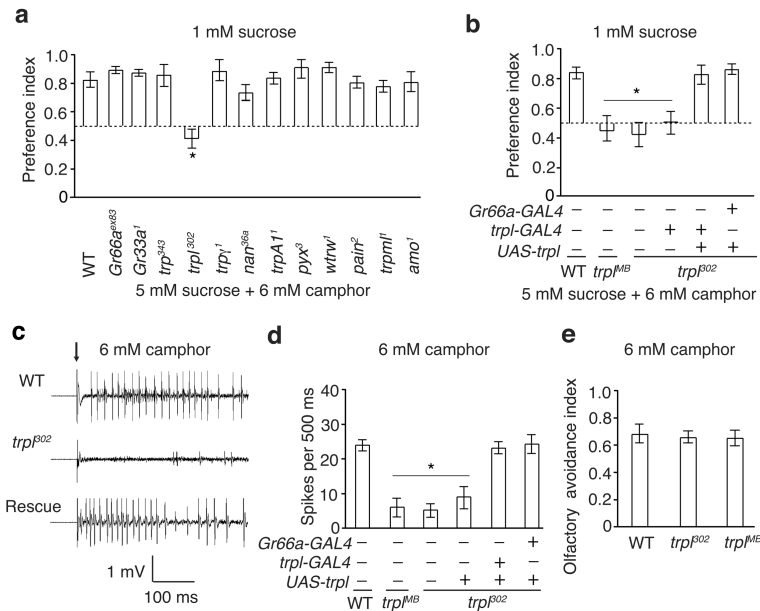 a
1 mM sucrose
Preference index
1.0
0.8
0.6
0.4
0.2
0
*
WT
Gr66a^ex83
Gr33a^1
trp^343
trpl^302
trpγ^1
nan^36a
trpA1^1
pyx^3
wtrw^1
pain^2
trpml^1
amo^1
5 mM sucrose + 6 mM camphor
b
1 mM sucrose
Preference index
1.0
0.8
0.6
0.4
0.2
0
*
Gr66a-GAL4 – – – – – +
trpl-GAL4 – – – + + –
UAS-trpl – – – – + +
WT trpl^MB trpl^302
5 mM sucrose + 6 mM camphor
c
6 mM camphor
WT
trpl^302
Rescue
1 mV
100 ms
d
6 mM camphor
Spikes per 500 ms
40
30
20
10
0
*
Gr66a-GAL4 – – – – – +
trpl-GAL4 – – – – + –
UAS-trpl – – – + + +
WT trpl^MB trpl^302
e
6 mM camphor
Olfactory avoidance index
1.0
0.8
0.6
0.4
0.2
0
WT trpl^302 trpl^MB